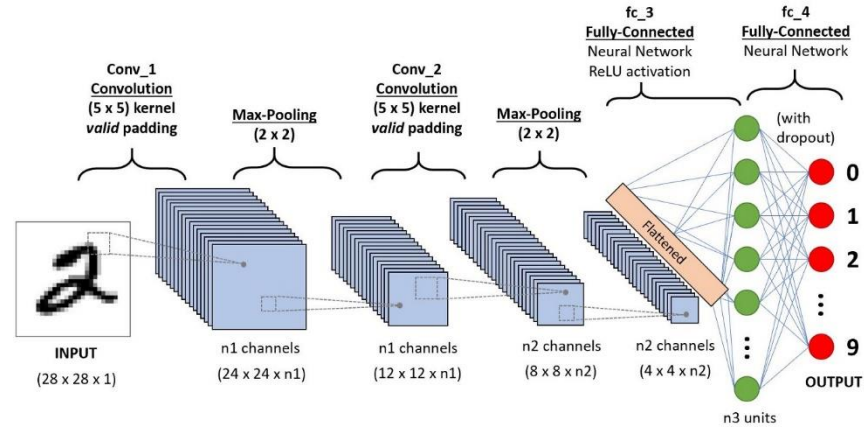 fc_3
Fully-Connected
Neural Network
ReLU activation
fc_4
Fully-Connected
Neural Network
Conv_1
Convolution
(5 x 5) kernel
valid padding
Max-Pooling
(2 x 2)
Conv_2
Convolution
(5 x 5) kernel
valid padding
Max-Pooling
(2 x 2)
(with
dropout)
Flattened
0
1
2
9
INPUT
(28 x 28 x 1)
n1 channels
(24 x 24 x n1)
n1 channels
(12 x 12 x n1)
n2 channels
(8 x 8 x n2)
n2 channels
(4 x 4 x n2)
OUTPUT
n3 units